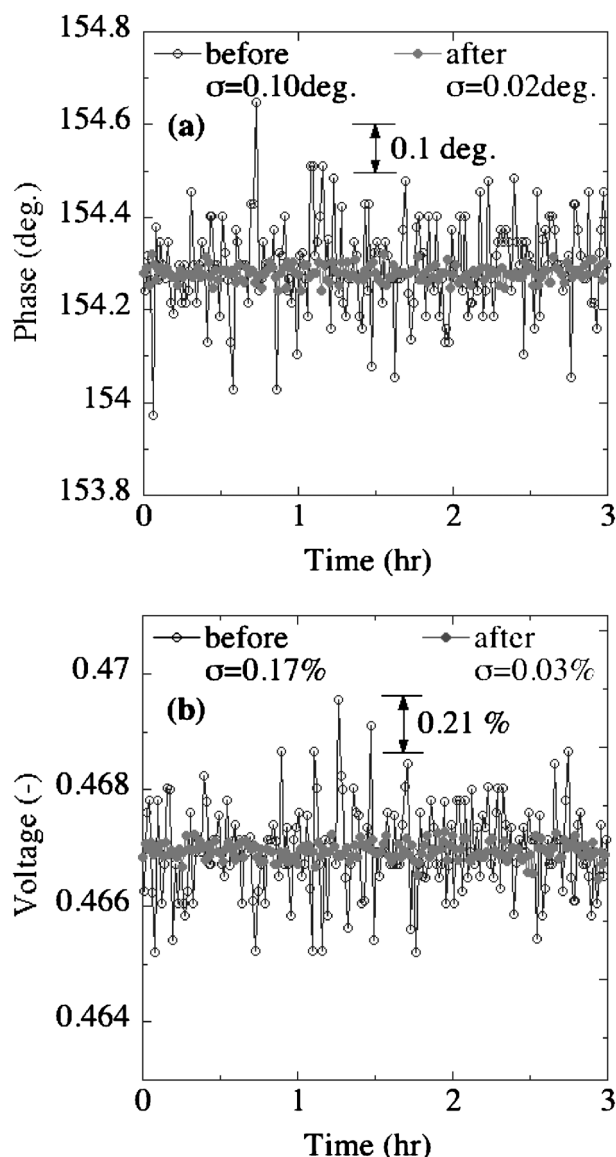 154.8
before after
σ=0.10deg. σ=0.02deg.
154.6
(a)
0.1 deg.
154.4
154.2
154
153.8
Phase (deg.)
0 1 2 3
Time (hr)
before after
σ=0.17% σ=0.03%
0.47
(b)
0.21 %
0.468
0.466
0.464
Voltage (-)
0 1 2 3
Time (hr)